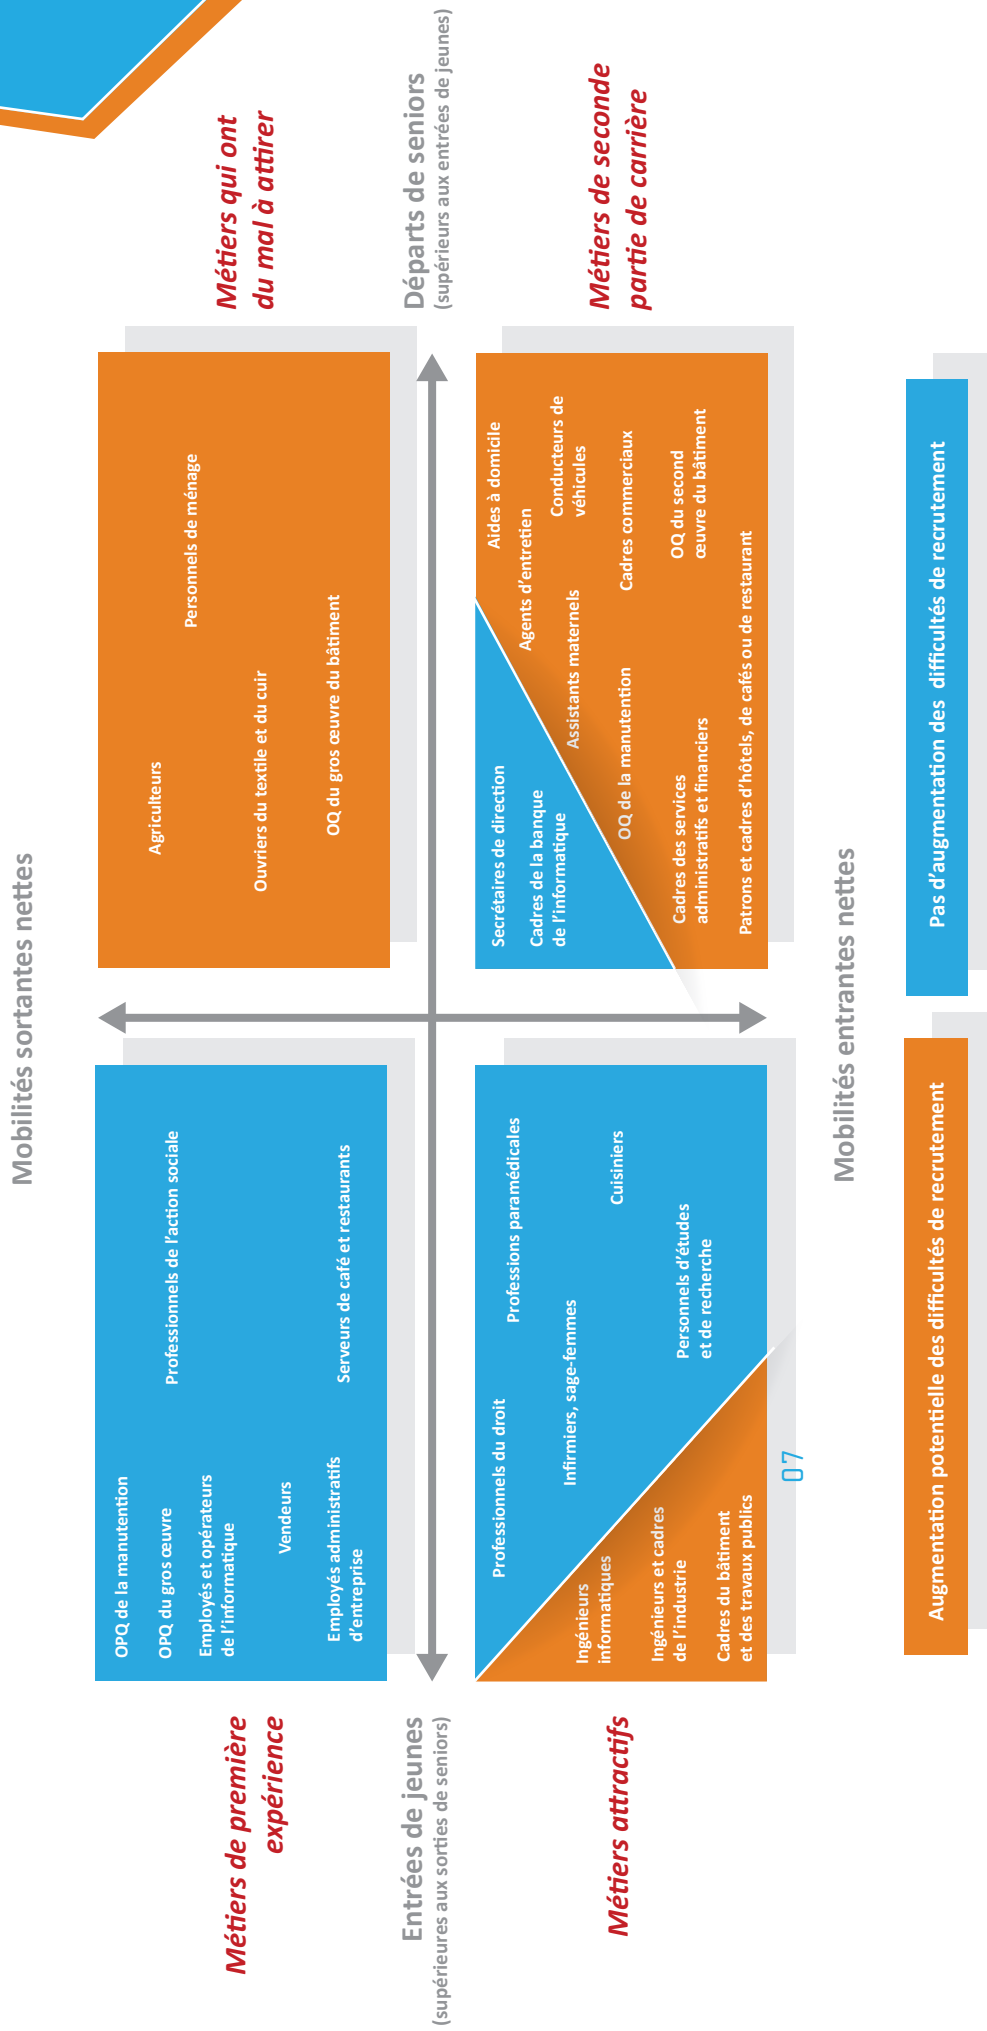 Mobilités sortantes nettes
Métiers de première
expérience
OPQ de la manutention
OPQ du gros œuvre
Employés et opérateurs
de l'informatique
Vendeurs
Employés administratifs
d'entreprise
Professionnels de l'action sociale
Serveurs de café et restaurants
Agriculteurs
Personnels de ménage
Ouvriers du textile et du cuir
OQ du gros œuvre du bâtiment
Métiers qui ont
du mal à attirer
Entrées de jeunes
(supérieures aux sorties de seniors)
Départs de seniors
(supérieurs aux entrées de jeunes)
Métiers attractifs
Professionnels du droit
Professions paramédicales
Infirmiers, sage-femmes
Cuisiniers
Personnels d'études
et de recherche
Ingénieurs
informatiques
Ingénieurs et cadres
de l'industrie
Cadres du bâtiment
et des travaux publics
Secrétaires de direction
Cadres de la banque
de l'informatique
Aides à domicile
Agents d'entretien
Conducteurs de
véhicules
Assistants maternels
Cadres commerciaux
OQ de la manutention
OQ du second
œuvre du bâtiment
Cadres des services
administratifs et financiers
Patrons et cadres d'hôtels, de cafés ou de restaurant
Métiers de seconde
partie de carrière
Mobilités entrantes nettes
Augmentation potentielle des difficultés de recrutement
Pas d'augmentation des difficultés de recrutement
07